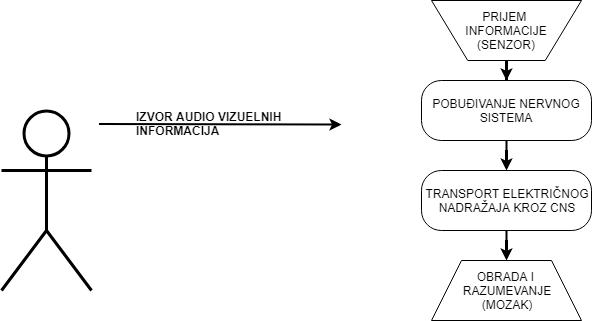 IZVOR AUDIO VIZUELNIH
INFORMACIJA
PRIJEM
INFORMACIJE
(SENZOR)
POBUĐIVANJE NERVNOG
SISTEMA
TRANSPORT ELEKTRIČNOG
NADRAŽAJA KROZ CNS
OBRADA I
RAZUMEVANJE
(MOZAK)